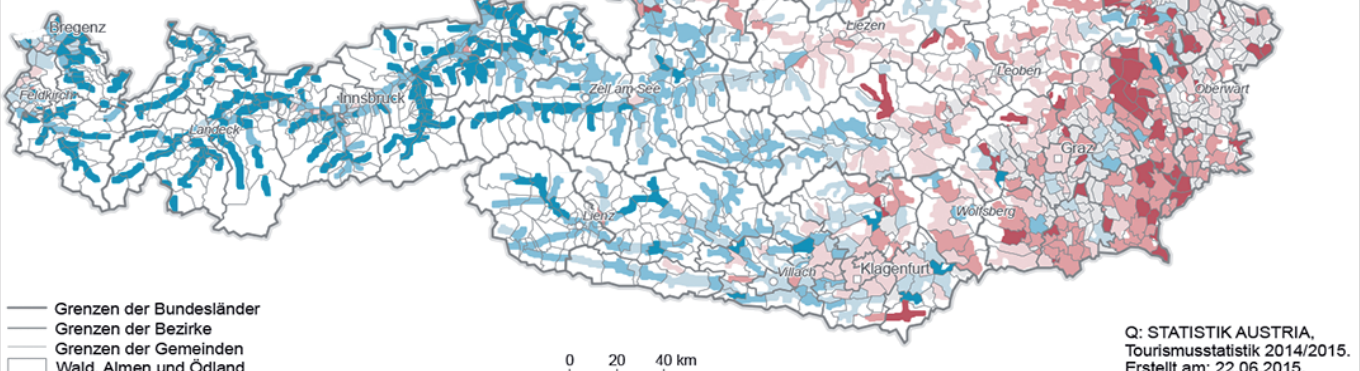 Bregenz
Liezen
Leoben
Feldkirch
Innsbruck
Zell am See
Oberwart
Landeck
Graz
Lienz
Wolfsberg
Villach
Klagenfurt
Grenzen der Bundesländer
Grenzen der Bezirke
Grenzen der Gemeinden
Wald, Almen und Ödland
0 20 40 km
Q: STATISTIK AUSTRIA,
Tourismusstatistik 2014/2015.
Erstellt am: 22.06.2015.